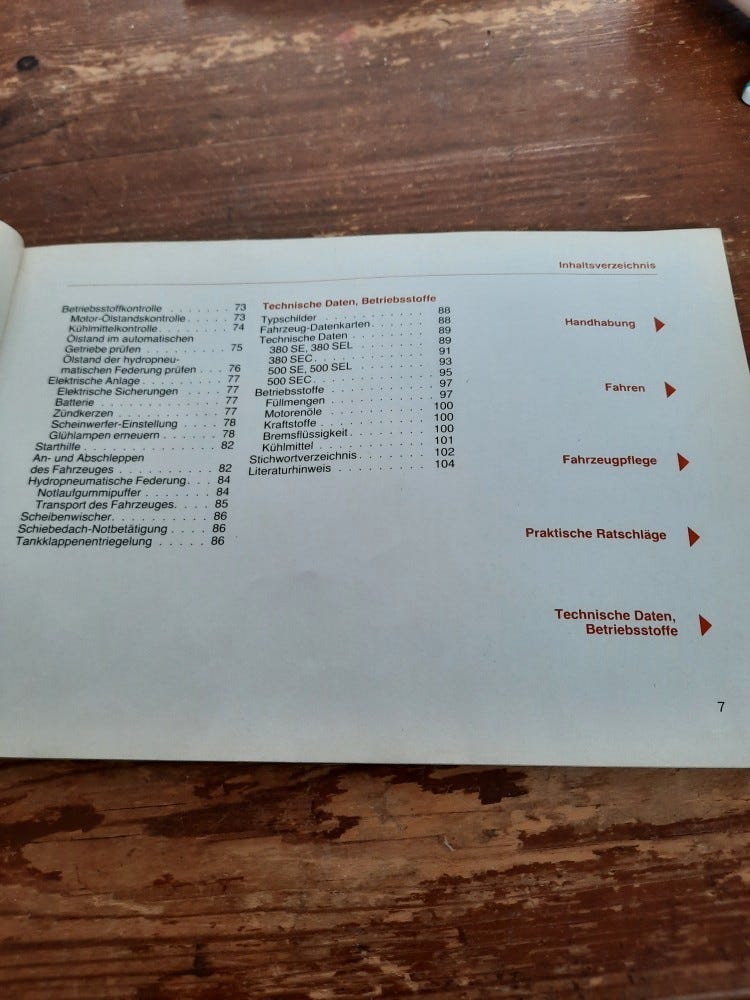 Inhaltsverzeichnis
Betriebsstoffkontrolle . . . . . . . . 73
Motor-Ölstandskontrolle . . . . . . 73
Kühlmittelkontrolle . . . . . . . . . 74
Ölstand im automatischen
Getriebe prüfen . . . . . . . . . . 75
Ölstand der hydropneu-
matischen Federung prüfen . . . . 76
Elektrische Anlage . . . . . . . . . . 77
Elektrische Sicherungen . . . . . 77
Batterie . . . . . . . . . . . . . . 77
Zündkerzen . . . . . . . . . . . . 77
Scheinwerfer-Einstellung . . . . . 78
Glühlampen erneuern . . . . . . . 78
Starthilfe . . . . . . . . . . . . . . 82
An- und Abschleppen
des Fahrzeuges . . . . . . . . . . . 82
Hydropneumatische Federung . . . . 84
Notlaufgummipuffer . . . . . . . . 84
Transport des Fahrzeuges . . . . . 85
Scheibenwischer . . . . . . . . . . . 86
Schiebedach-Notbetätigung . . . . . 86
Tankklappenentriegelung . . . . . . 86
Technische Daten, Betriebsstoffe
Typschilder . . . . . . . . . . . . . 88
Fahrzeug-Datenkarten . . . . . . . . 88
Technische Daten . . . . . . . . . . 89
380 SE, 380 SEL . . . . . . . . . . 89
380 SEC . . . . . . . . . . . . . . 91
500 SE, 500 SEL . . . . . . . . . . 93
500 SEC . . . . . . . . . . . . . . 95
Betriebsstoffe . . . . . . . . . . . . 97
Füllmengen . . . . . . . . . . . . 97
Motorenöle . . . . . . . . . . . . 100
Kraftstoffe . . . . . . . . . . . . . 100
Bremsflüssigkeit . . . . . . . . . . 100
Kühlmittel . . . . . . . . . . . . . 101
Stichwortverzeichnis . . . . . . . . . 102
Literaturhinweis . . . . . . . . . . . 104
Handhabung
Fahren
Fahrzeugpflege
Praktische Ratschläge
Technische Daten,
Betriebsstoffe
7